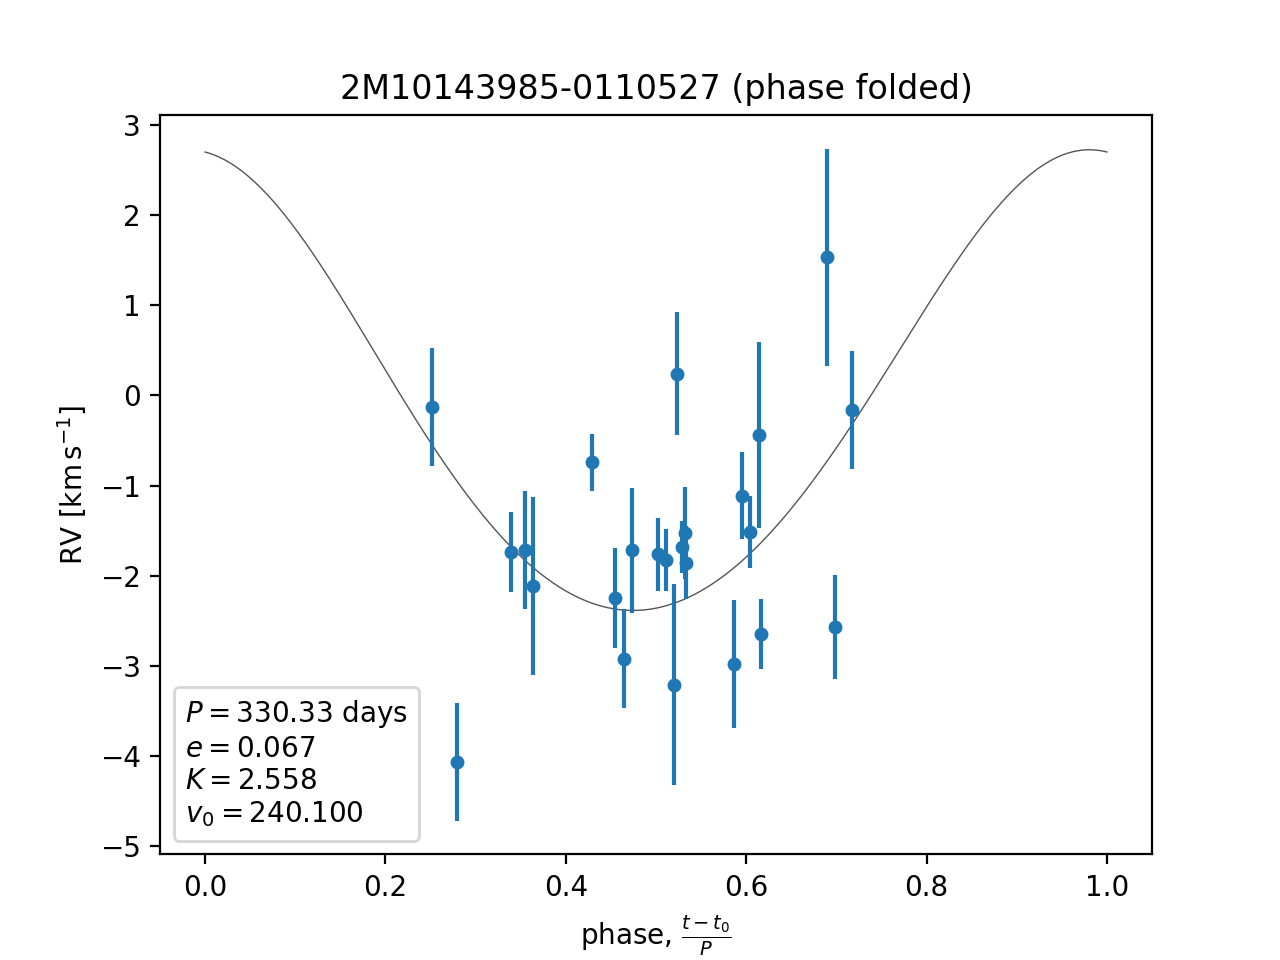 2M10143985-0110527 (phase folded)
3
2
1
0
−1
−2
−3
−4
−5
RV [km s⁻¹]
P = 330.33 days
e = 0.067
K = 2.558
v₀ = 240.100
0.0 0.2 0.4 0.6 0.8 1.0
phase, (t − t₀)/P